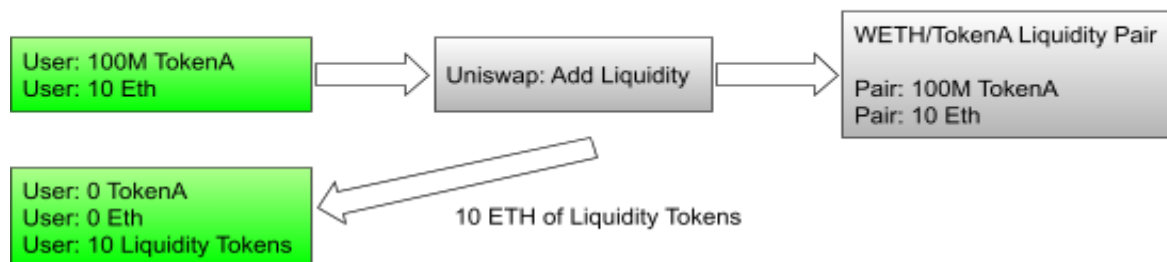 User: 100M TokenA
User: 10 Eth
Uniswap: Add Liquidity
WETH/TokenA Liquidity Pair
Pair: 100M TokenA
Pair: 10 Eth
User: 0 TokenA
User: 0 Eth
User: 10 Liquidity Tokens
10 ETH of Liquidity Tokens